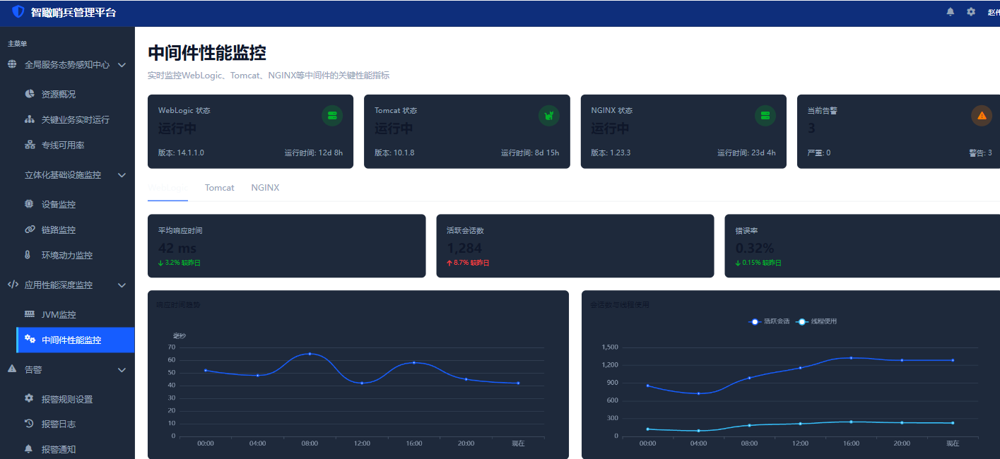 智瞰哨兵管理平台
赵伟
主菜单
全局服务态势感知中心
资源概况
关键业务实时运行
专线可用率
立体化基础设施监控
设备监控
链路监控
环境动力监控
应用性能深度监控
JVM监控
中间件性能监控
告警
报警规则设置
报警日志
报警通知
中间件性能监控
实时监控WebLogic、Tomcat、NGINX等中间件的关键性能指标
WebLogic 状态
运行中
版本: 14.1.1.0 运行时间: 12d 8h
Tomcat 状态
运行中
版本: 10.1.8 运行时间: 8d 15h
NGINX 状态
运行中
版本: 1.23.3 运行时间: 23d 4h
当前告警
3
严重: 0 警告: 3
WebLogic Tomcat NGINX
平均响应时间
42 ms
3.2% 较昨日
活跃会话数
1,284
8.7% 较昨日
错误率
0.32%
0.15% 较昨日
响应时间趋势
毫秒
70
60
50
40
30
20
10
0
00:00 04:00 08:00 12:00 16:00 20:00 现在
会话数与线程使用
活跃会话 线程使用
1,500
1,200
900
600
300
0
00:00 04:00 08:00 12:00 16:00 20:00 现在